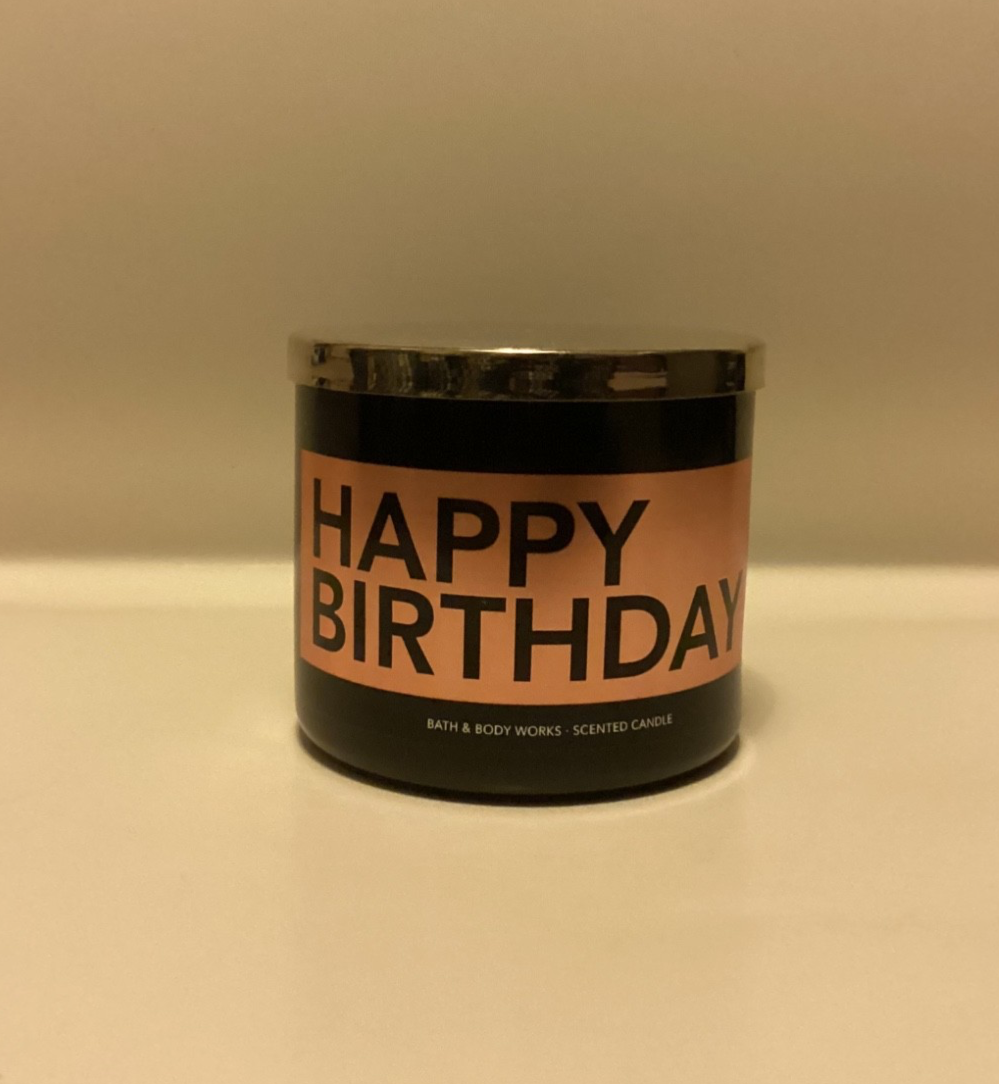 HAPPY
BIRTHDAY
BATH & BODY WORKS · SCENTED CANDLE